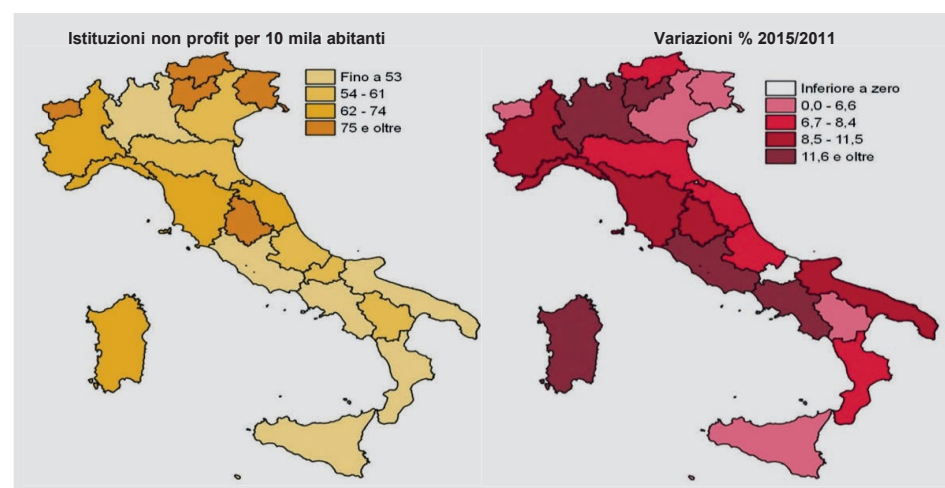 Istituzioni non profit per 10 mila abitanti
Fino a 53
54 - 61
62 - 74
75 e oltre
Variazioni % 2015/2011
Inferiore a zero
0,0 - 6,6
6,7 - 8,4
8,5 - 11,5
11,6 e oltre